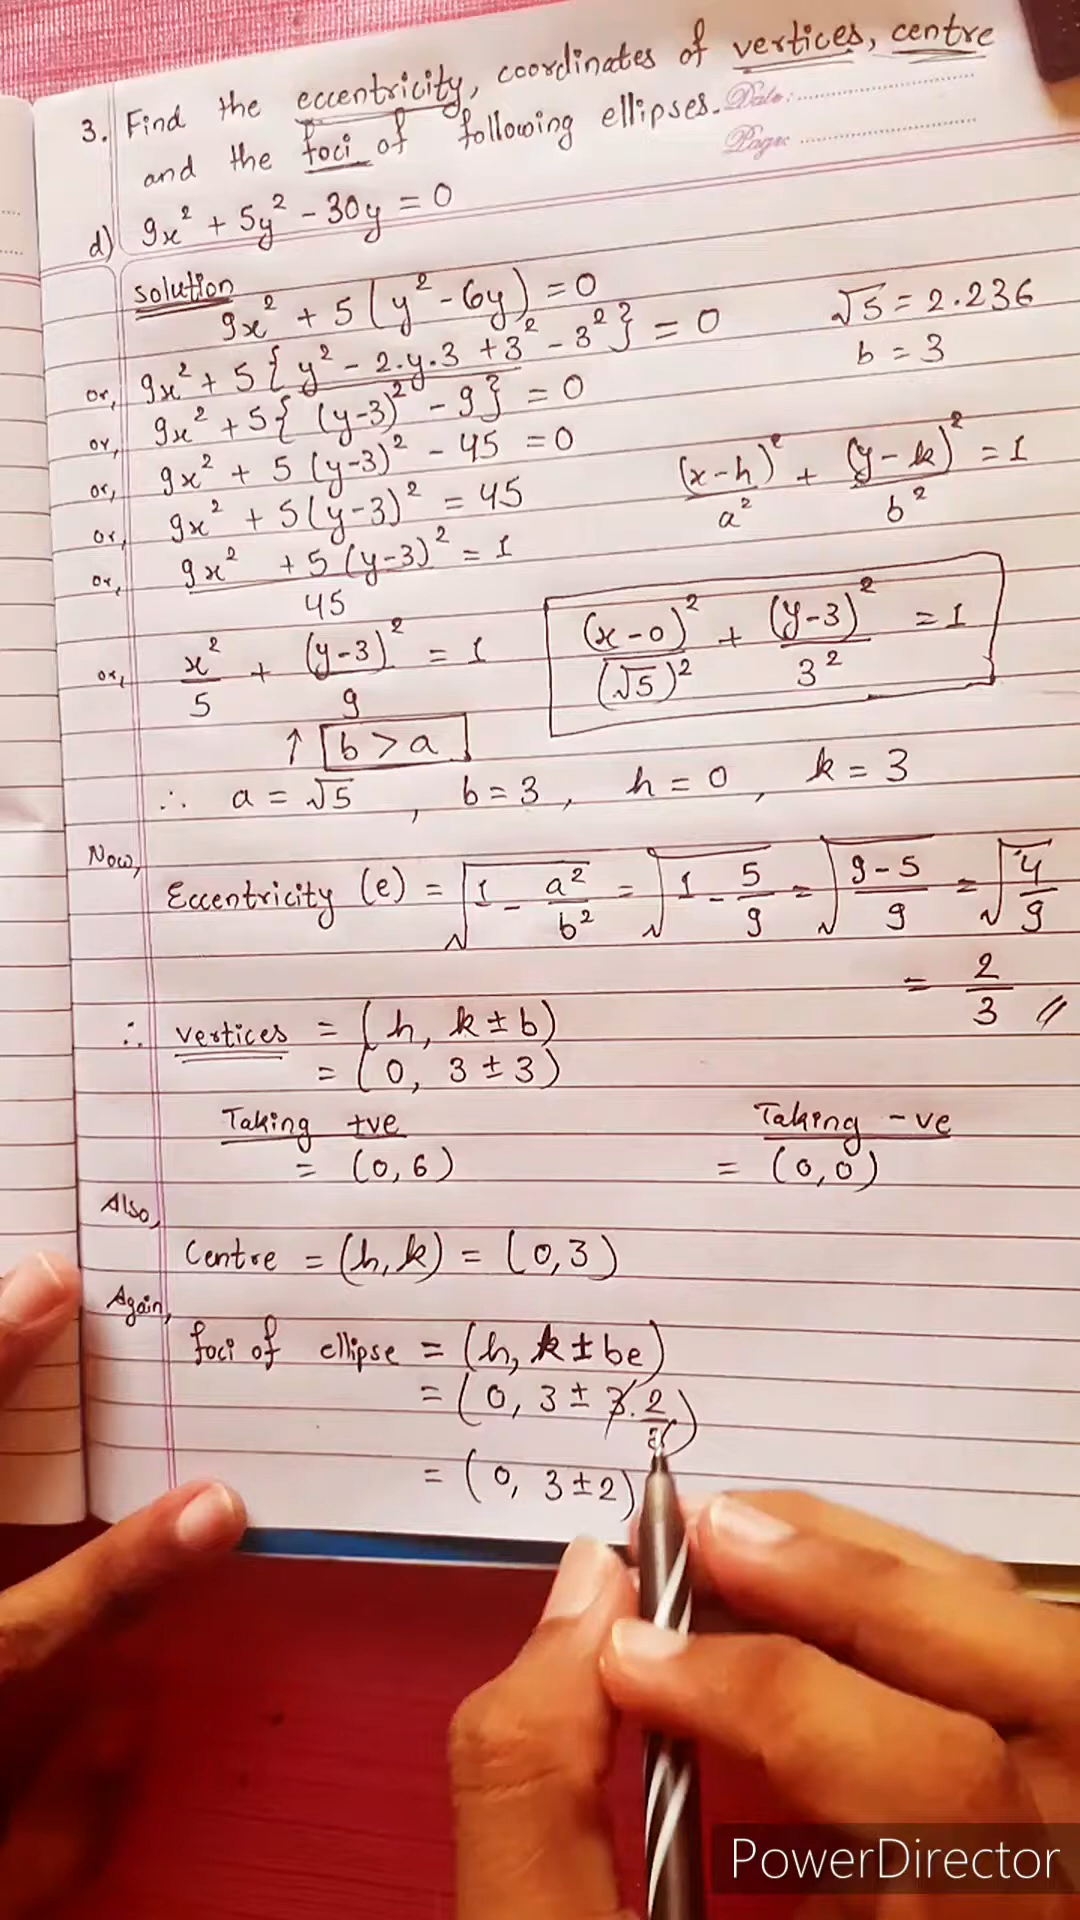 3. Find the eccentricity, coordinates of vertices, centre
and the foci of following ellipses.
Date:
Page:
d) 9x² + 5y² - 30y = 0
solution
9x² + 5(y² - 6y) = 0
√5 = 2.236
or, 9x² + 5{y² - 2.y.3 + 3² - 3²} = 0
b = 3
or, 9x² + 5{(y-3)² - 9} = 0
or, 9x² + 5(y-3)² - 45 = 0
(x-h)²/a² + (y-k)²/b² = 1
or, 9x² + 5(y-3)² = 45
or, 9x² + 5(y-3)²/45 = 1
or, x²/5 + (y-3)²/9 = 1
(x-0)²/(√5)² + (y-3)²/3² = 1
↑ b > a
∴ a = √5, b = 3, h = 0, k = 3
Now,
Eccentricity (e) = √1 - a²/b² = √1 - 5/9 = √9-5/9 = √4/9
= 2/3 //
∴ vertices = (h, k ± b)
= (0, 3 ± 3)
Taking +ve
Taking -ve
= (0,6)
= (0,0)
Also,
Centre = (h,k) = (0,3)
Again,
foci of ellipse = (h, k ± be)
= (0, 3 ± 3.2/3)
= (0, 3±2)
PowerDirector